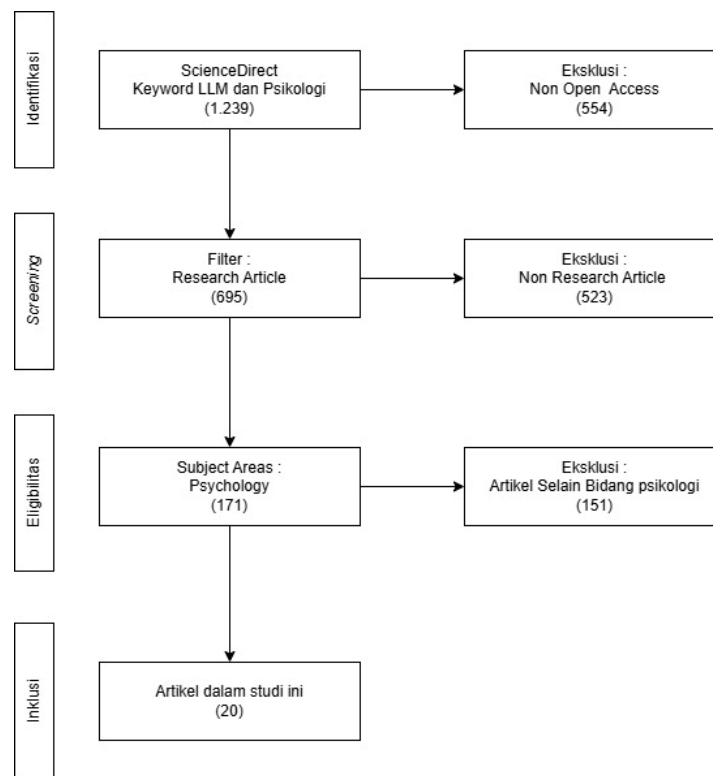 Identifikasi
ScienceDirect
Keyword LLM dan Psikologi
(1.239)
Eksklusi :
Non Open Access
(554)
Screening
Filter :
Research Article
(695)
Eksklusi :
Non Research Article
(523)
Eligibilitas
Subject Areas :
Psychology
(171)
Eksklusi :
Artikel Selain Bidang psikologi
(151)
Inklusi
Artikel dalam studi ini
(20)